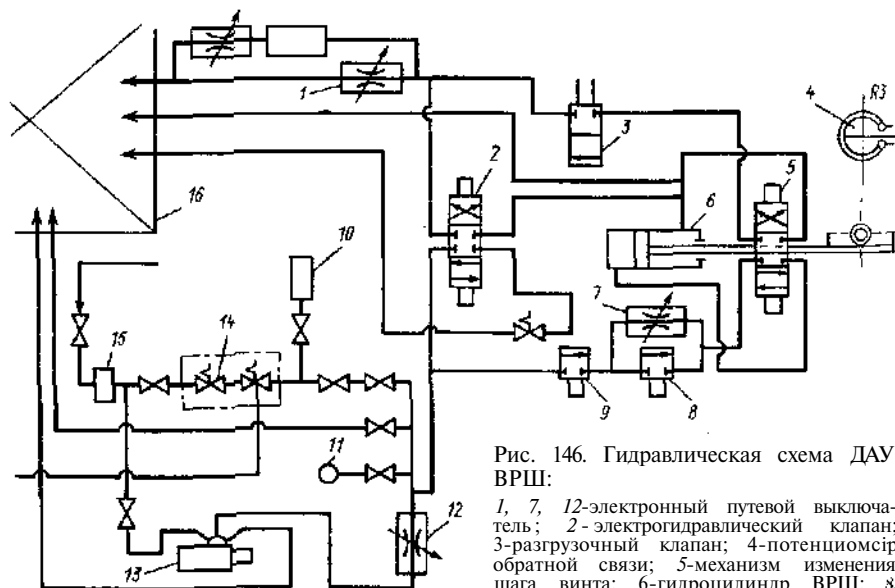 1
2
3
4
R3
5
6
7
8
9
10
11
12
13
14
15
16
Рис. 146. Гидравлическая схема ДАУ
ВРШ:
1, 7, 12-электронный путевой выключа-
тель; 2-электрогидравлический клапан;
3-разгрузочный клапан; 4-потенциомсір
обратной связи; 5-механизм изменения
шага винта; 6-гидроцилиндр ВРШ; 8